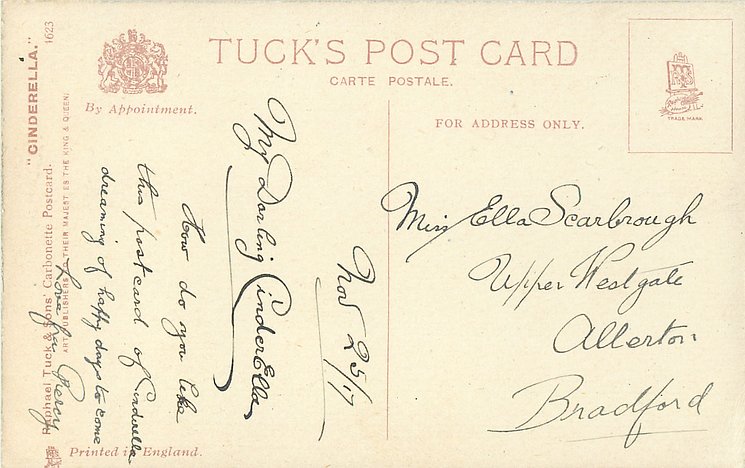 TUCK'S POST CARD
CARTE POSTALE.
By Appointment.
FOR ADDRESS ONLY.
TRADE MARK
"CINDERELLA." 1623
Raphael Tuck & Sons' Carbonette Postcard.
ART PUBLISHERS TO THEIR MAJESTIES THE KING & QUEEN.
Printed in England.
Nov 25/17
My Darling CinderElla
How do you like
this postcard of Cinderella
dreaming of happy days to come
Love from Percy
Miss Ella Scarbrough
Upper Westgate
Allerton
Bradford